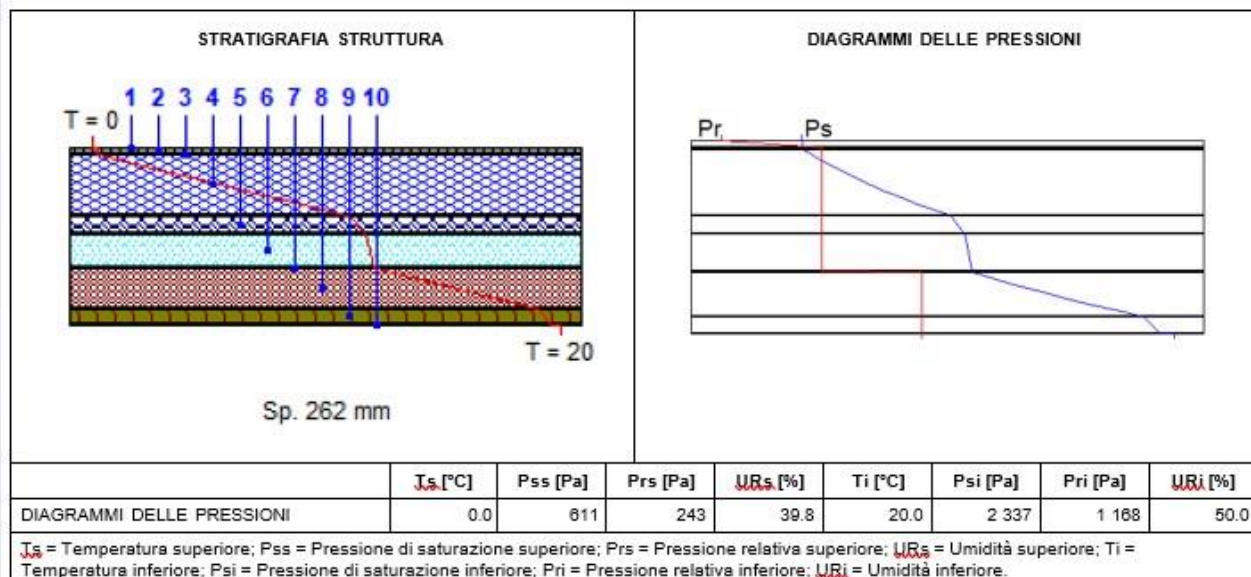 STRATIGRAFIA STRUTTURA
1 2 3 4 5 6 7 8 9 10
T = 0
T = 20
Sp. 262 mm
DIAGRAMMI DELLE PRESSIONI
Pr Ps
Ts [°C] Pss [Pa] Prs [Pa] URs [%] Ti [°C] Psi [Pa] Pri [Pa] URi [%]
DIAGRAMMI DELLE PRESSIONI 0.0 611 243 39.8 20.0 2 337 1 168 50.0
Ts = Temperatura superiore; Pss = Pressione di saturazione superiore; Prs = Pressione relativa superiore; URs = Umidità superiore; Ti =
Temperatura inferiore; Psi = Pressione di saturazione inferiore; Pri = Pressione relativa inferiore; URi = Umidità inferiore.